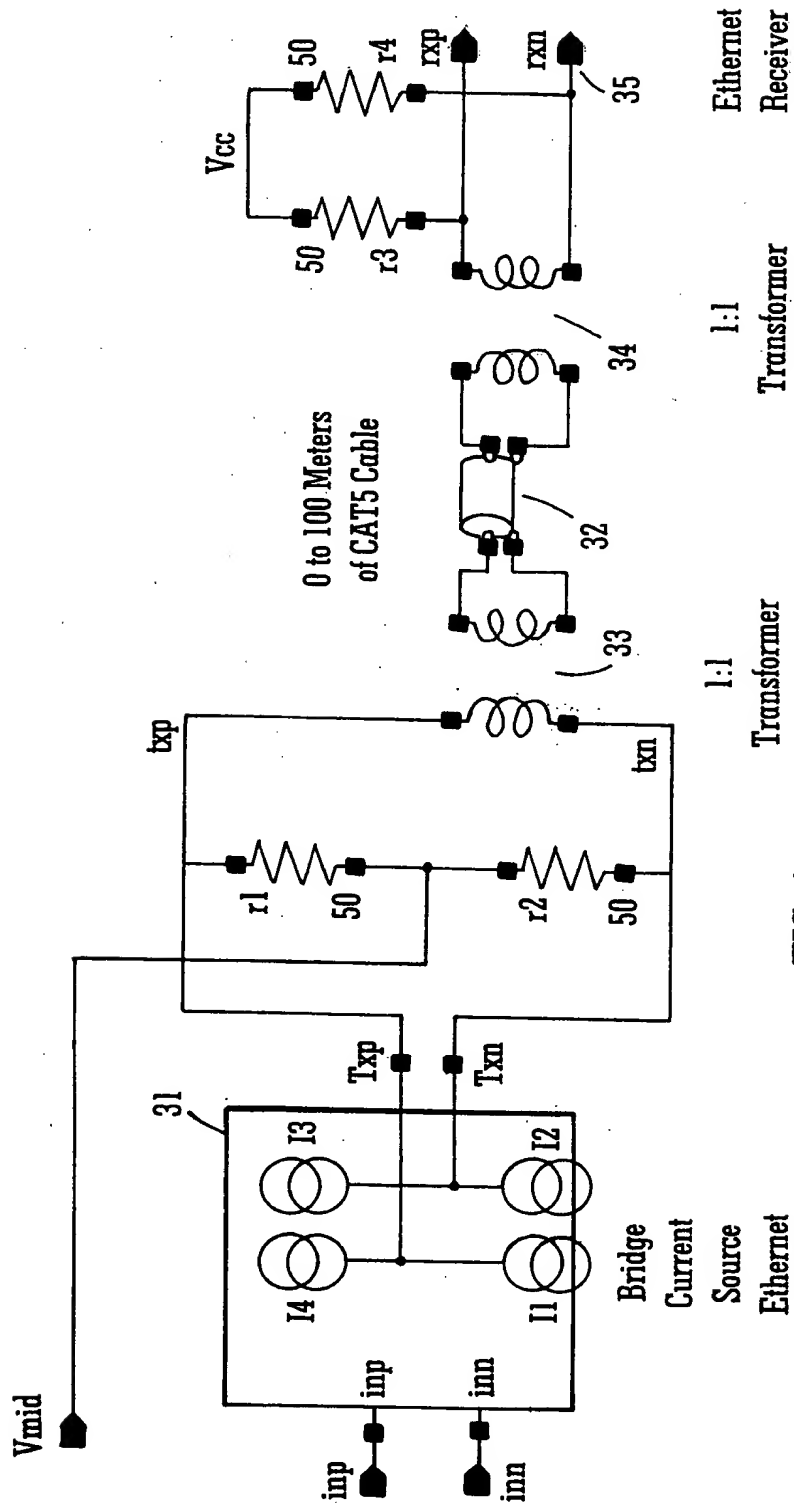 Vmid
inp
inn
inp
inn
31
I4
I3
I1
I2
Txp
Txn
Bridge
Current
Source
Ethernet
txp
txn
r1
50
r2
50
33
1:1
Transformer
0 to 100 Meters
of CAT5 Cable
32
34
1:1
Transformer
Vcc
50
r3
50
r4
rxp
rxn
35
Ethernet
Receiver